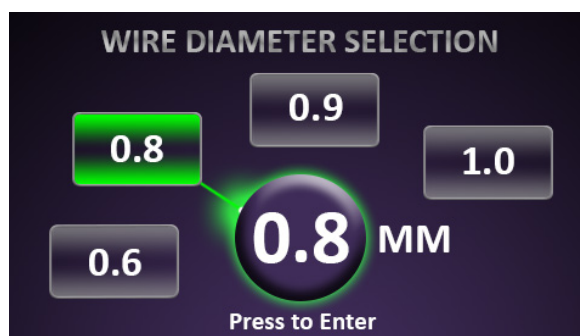 WIRE DIAMETER SELECTION
0.9
0.8
1.0
0.8 MM
0.6
Press to Enter